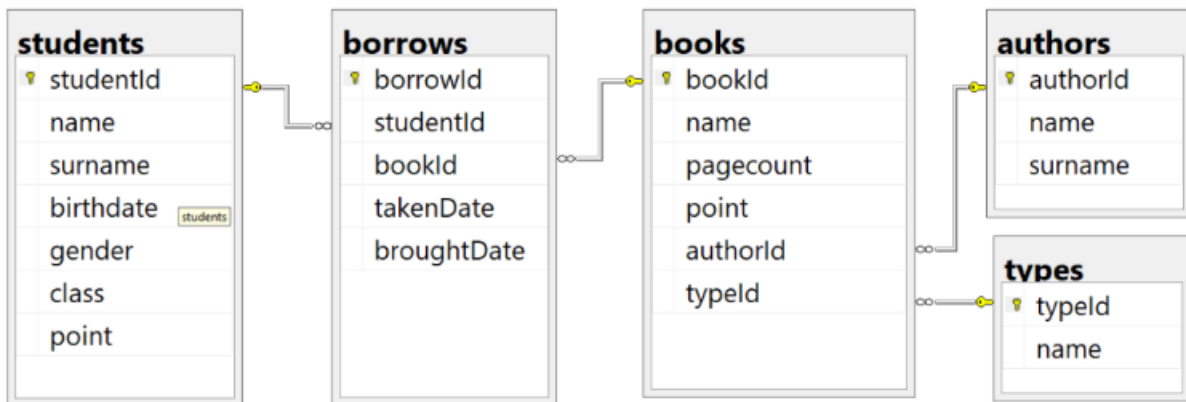 students
studentId
name
surname
birthdate
students
gender
class
point
borrows
borrowId
studentId
bookId
takenDate
broughtDate
books
bookId
name
pagecount
point
authorId
typeId
authors
authorId
name
surname
types
typeId
name